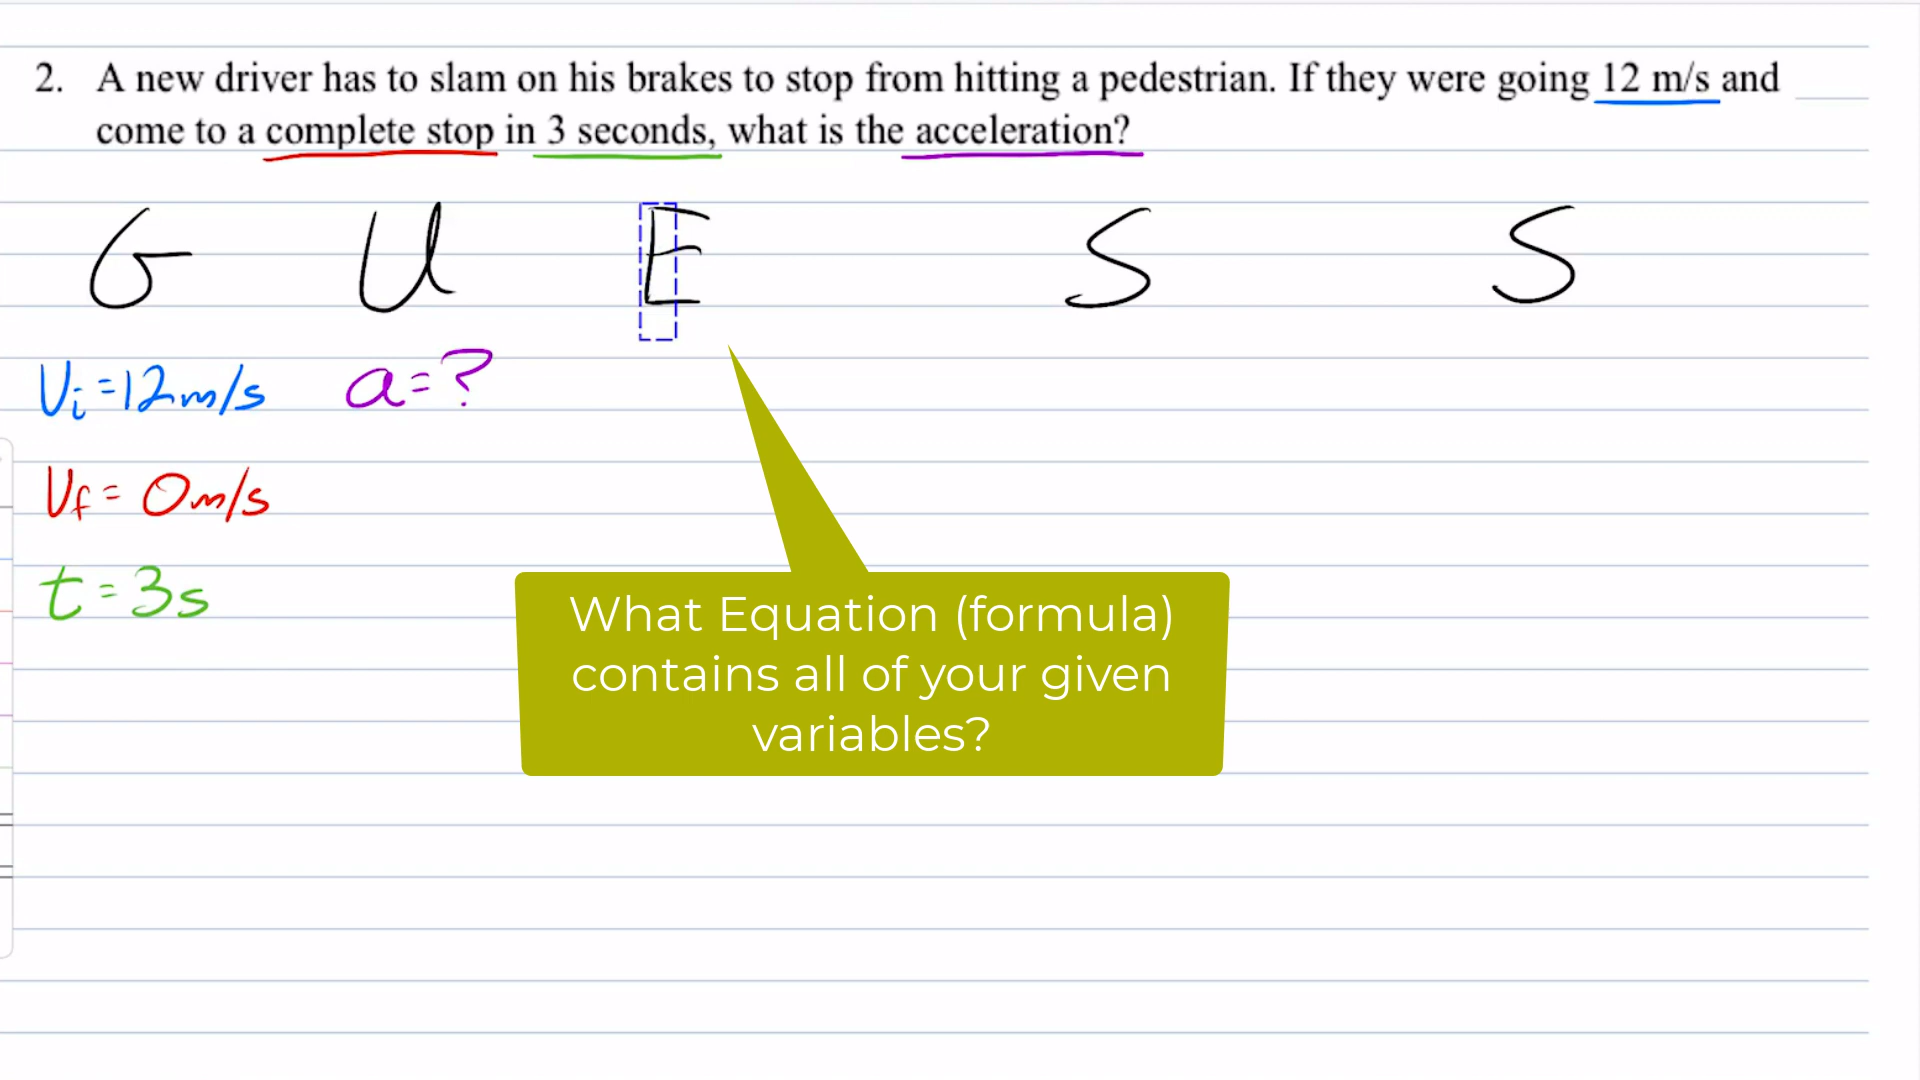 2. A new driver has to slam on his brakes to stop from hitting a pedestrian. If they were going 12 m/s and
come to a complete stop in 3 seconds, what is the acceleration?
G U E S S
Vi = 12 m/s a = ?
Vf = 0 m/s
t = 3s
What Equation (formula)
contains all of your given
variables?